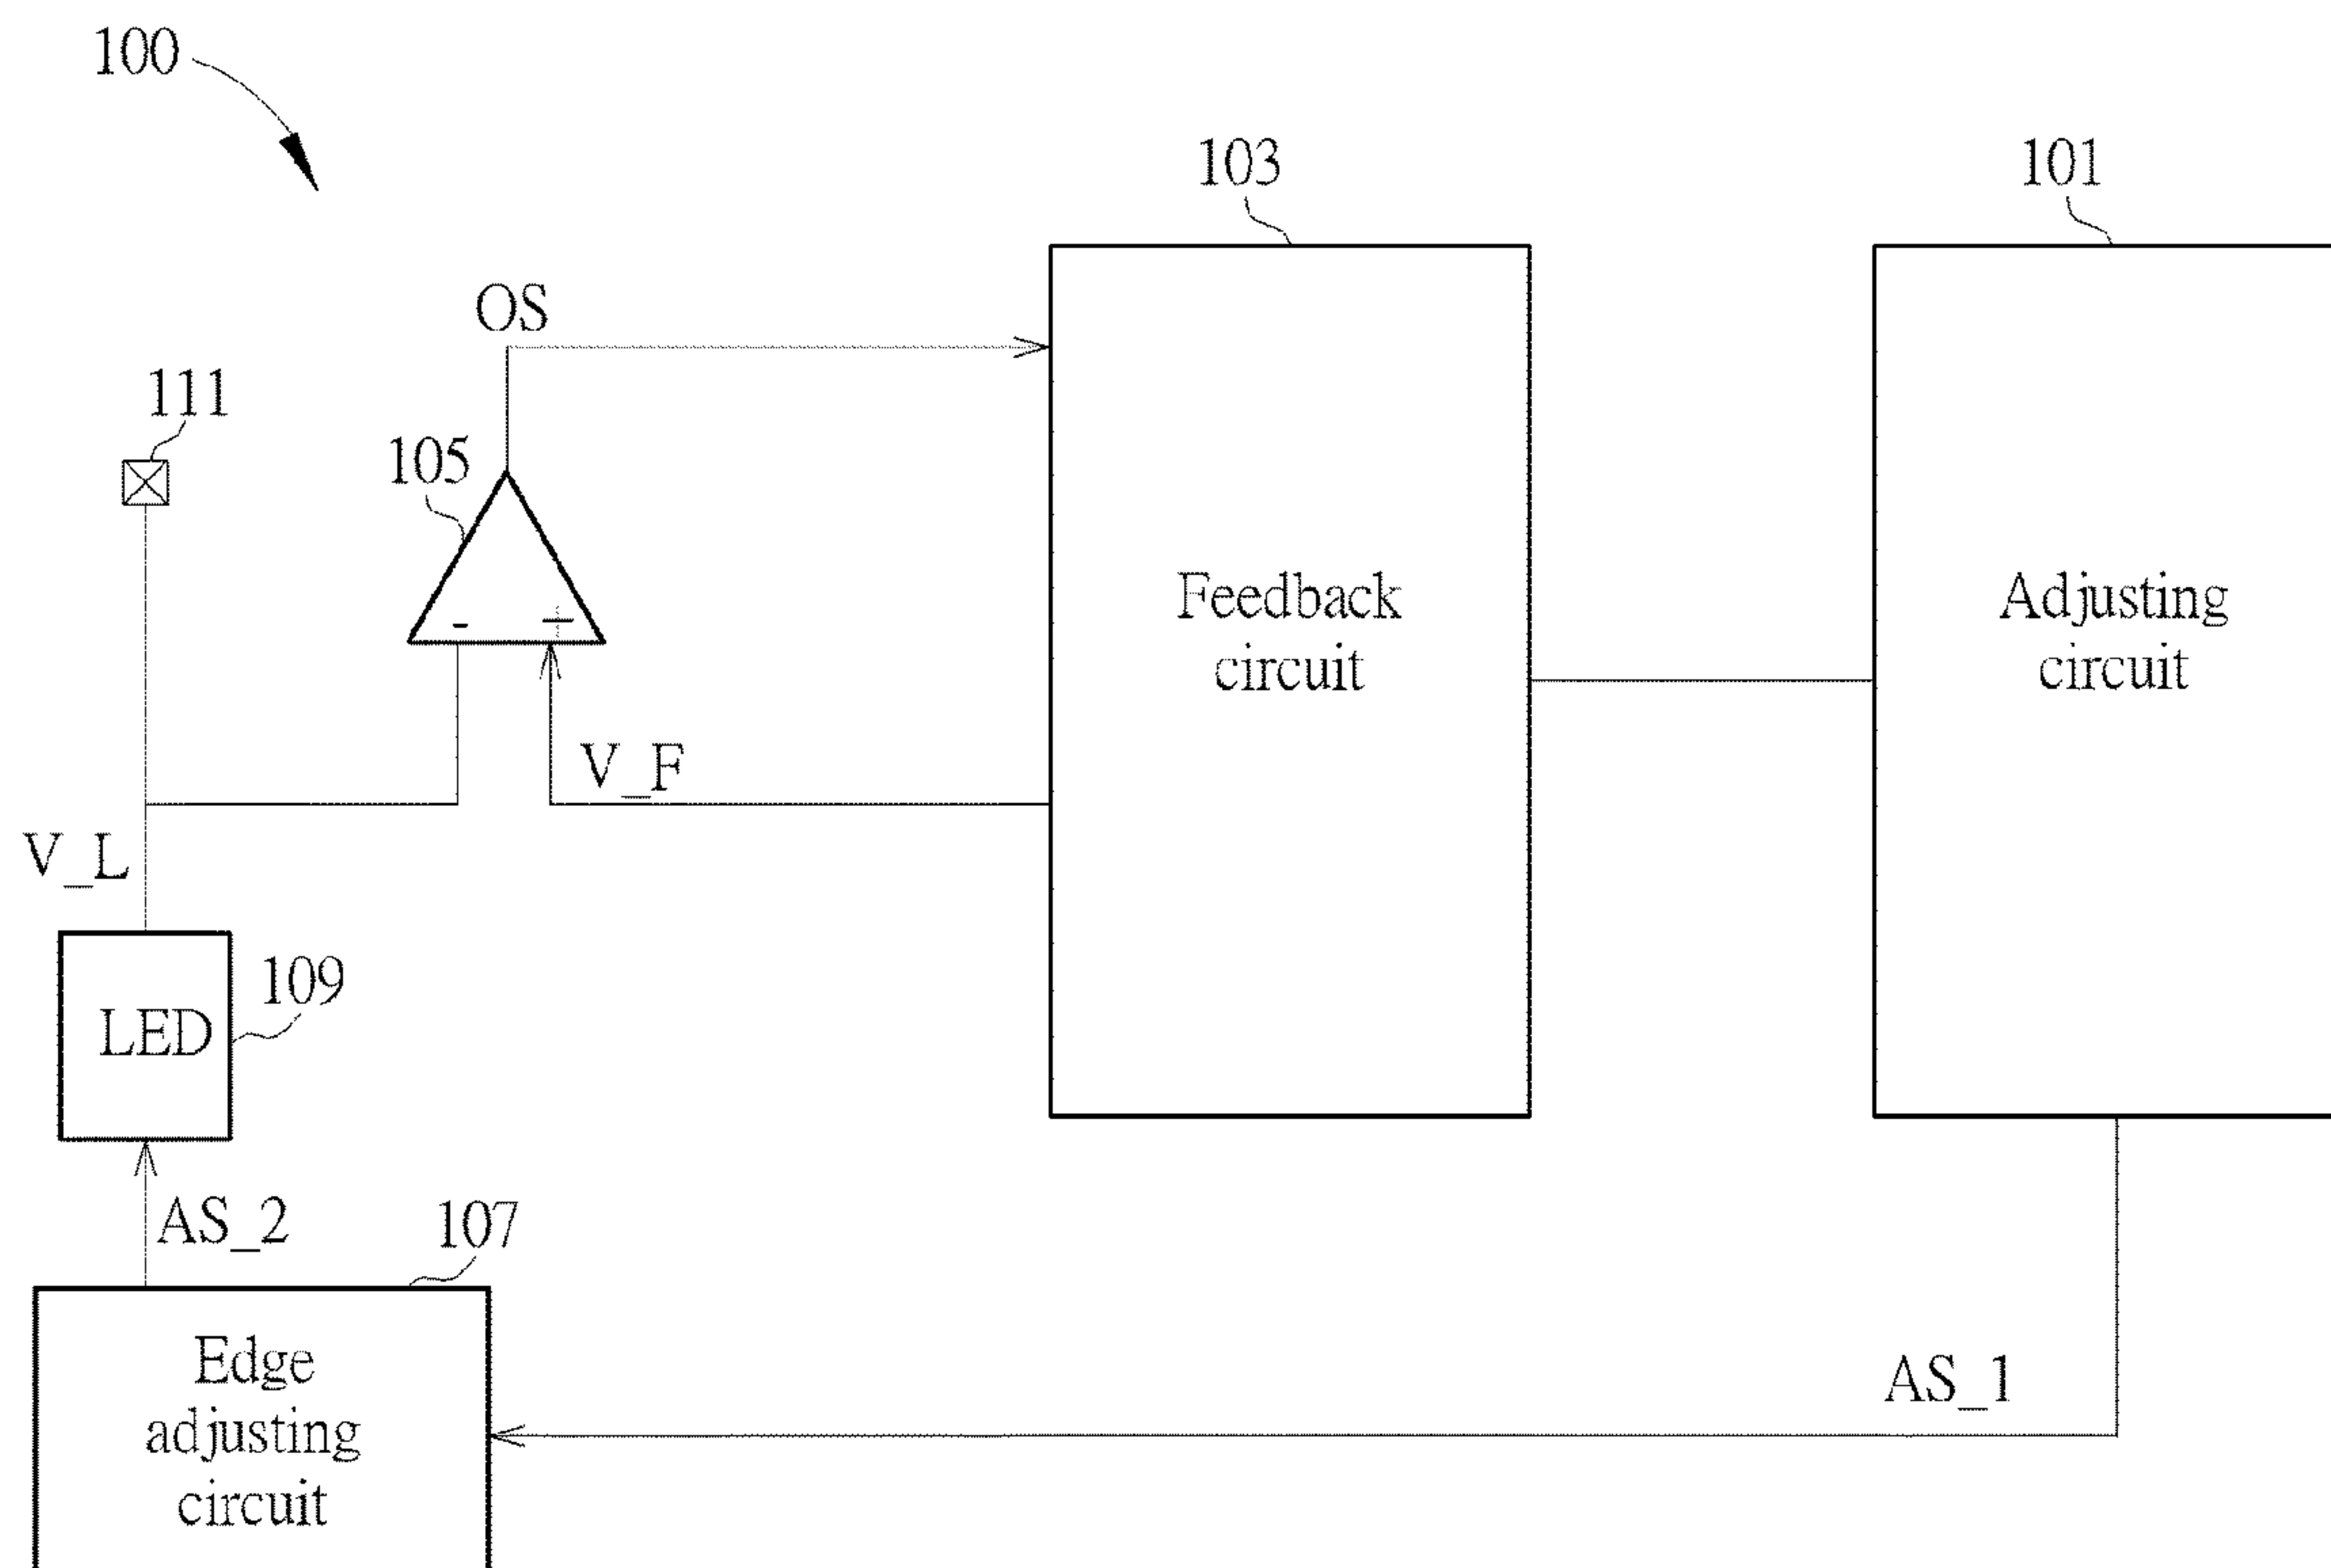 100
103
101
OS
111
105
-
+
Feedback
circuit
Adjusting
circuit
V_F
V_L
LED
109
AS_2
107
Edge
adjusting
circuit
AS_1